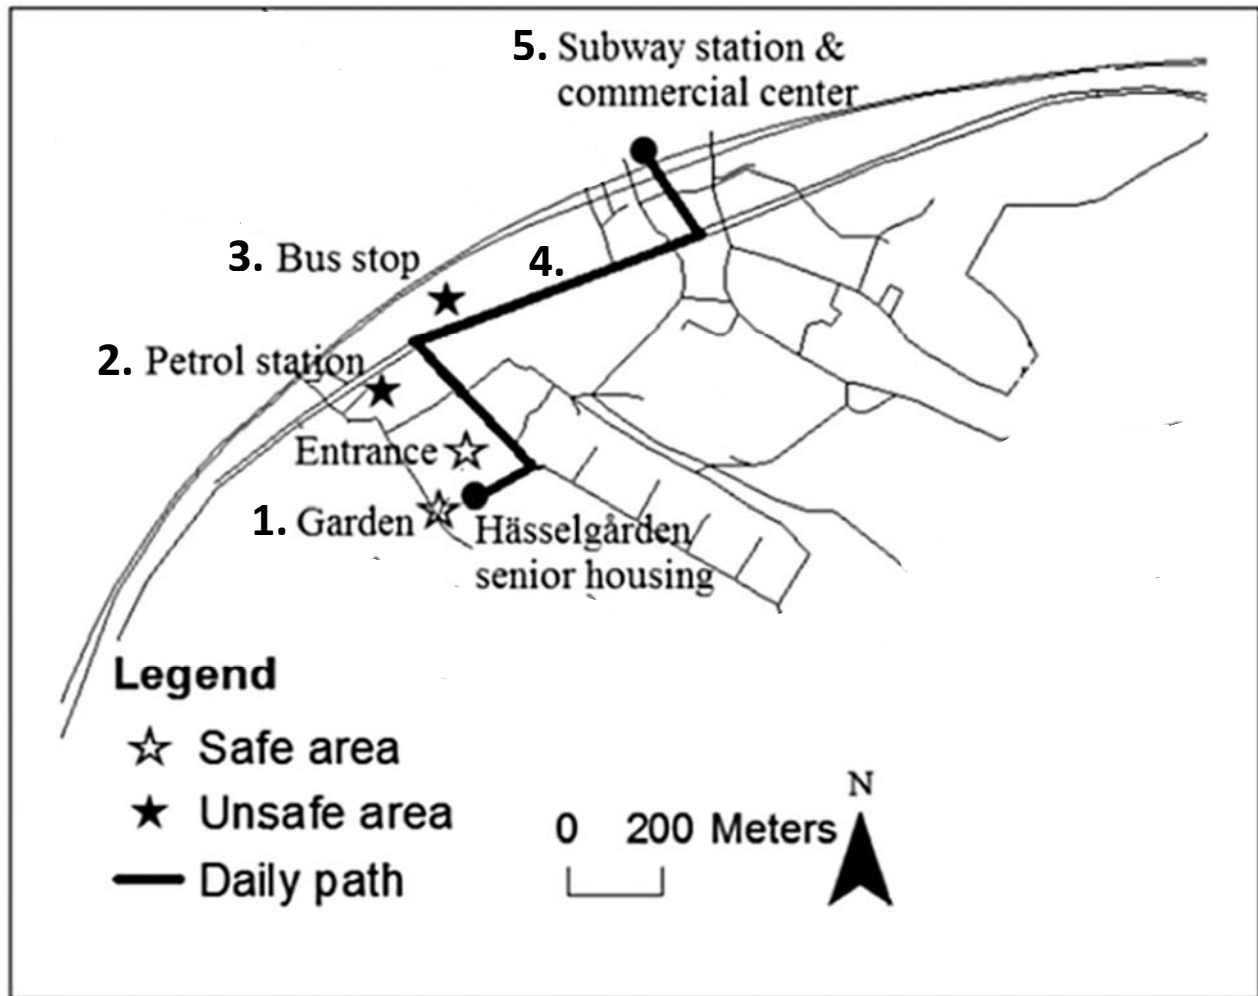 5. Subway station &
commercial center
3. Bus stop
4.
2. Petrol station
Entrance
1. Garden
Hässelgården
senior housing
Legend
Safe area
Unsafe area
Daily path
0 200 Meters
N